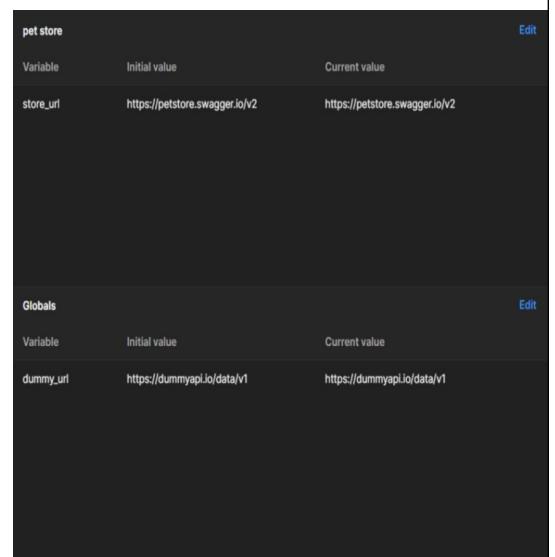 pet store Edit
Variable Initial value Current value
store_url https://petstore.swagger.io/v2 https://petstore.swagger.io/v2
Globals Edit
Variable Initial value Current value
dummy_url https://dummyapi.io/data/v1 https://dummyapi.io/data/v1